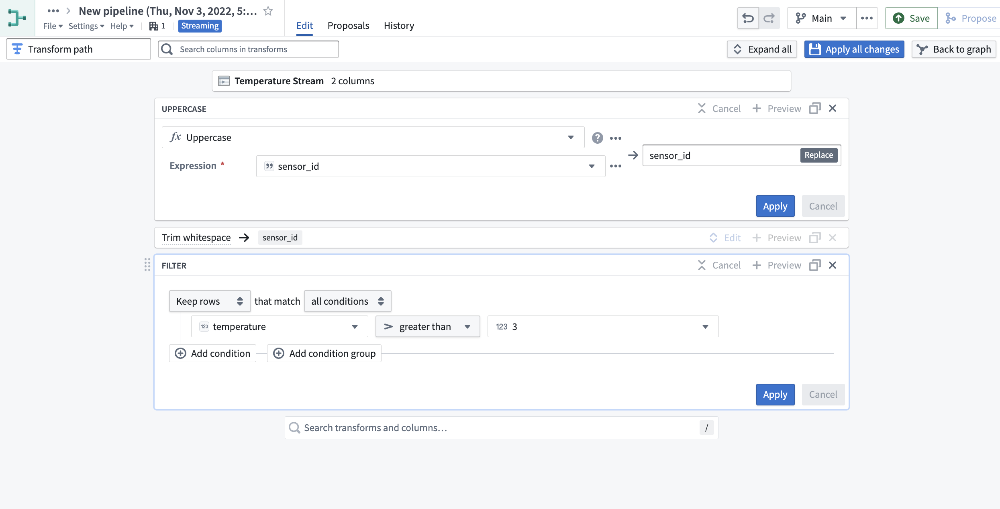 New pipeline (Thu, Nov 3, 2022, 5:...
File Settings Help 1 Streaming
Edit Proposals History
Main
Save
Propose
Transform path
Search columns in transforms
Expand all
Apply all changes
Back to graph
Temperature Stream 2 columns
UPPERCASE
Cancel
Preview
fx Uppercase
?
Expression *
sensor_id
sensor_id
Replace
Apply
Cancel
Trim whitespace → sensor_id
Edit
Preview
FILTER
Cancel
Preview
Keep rows that match all conditions
123 temperature
> greater than
123 3
Add condition
Add condition group
Apply
Cancel
Search transforms and columns...
/